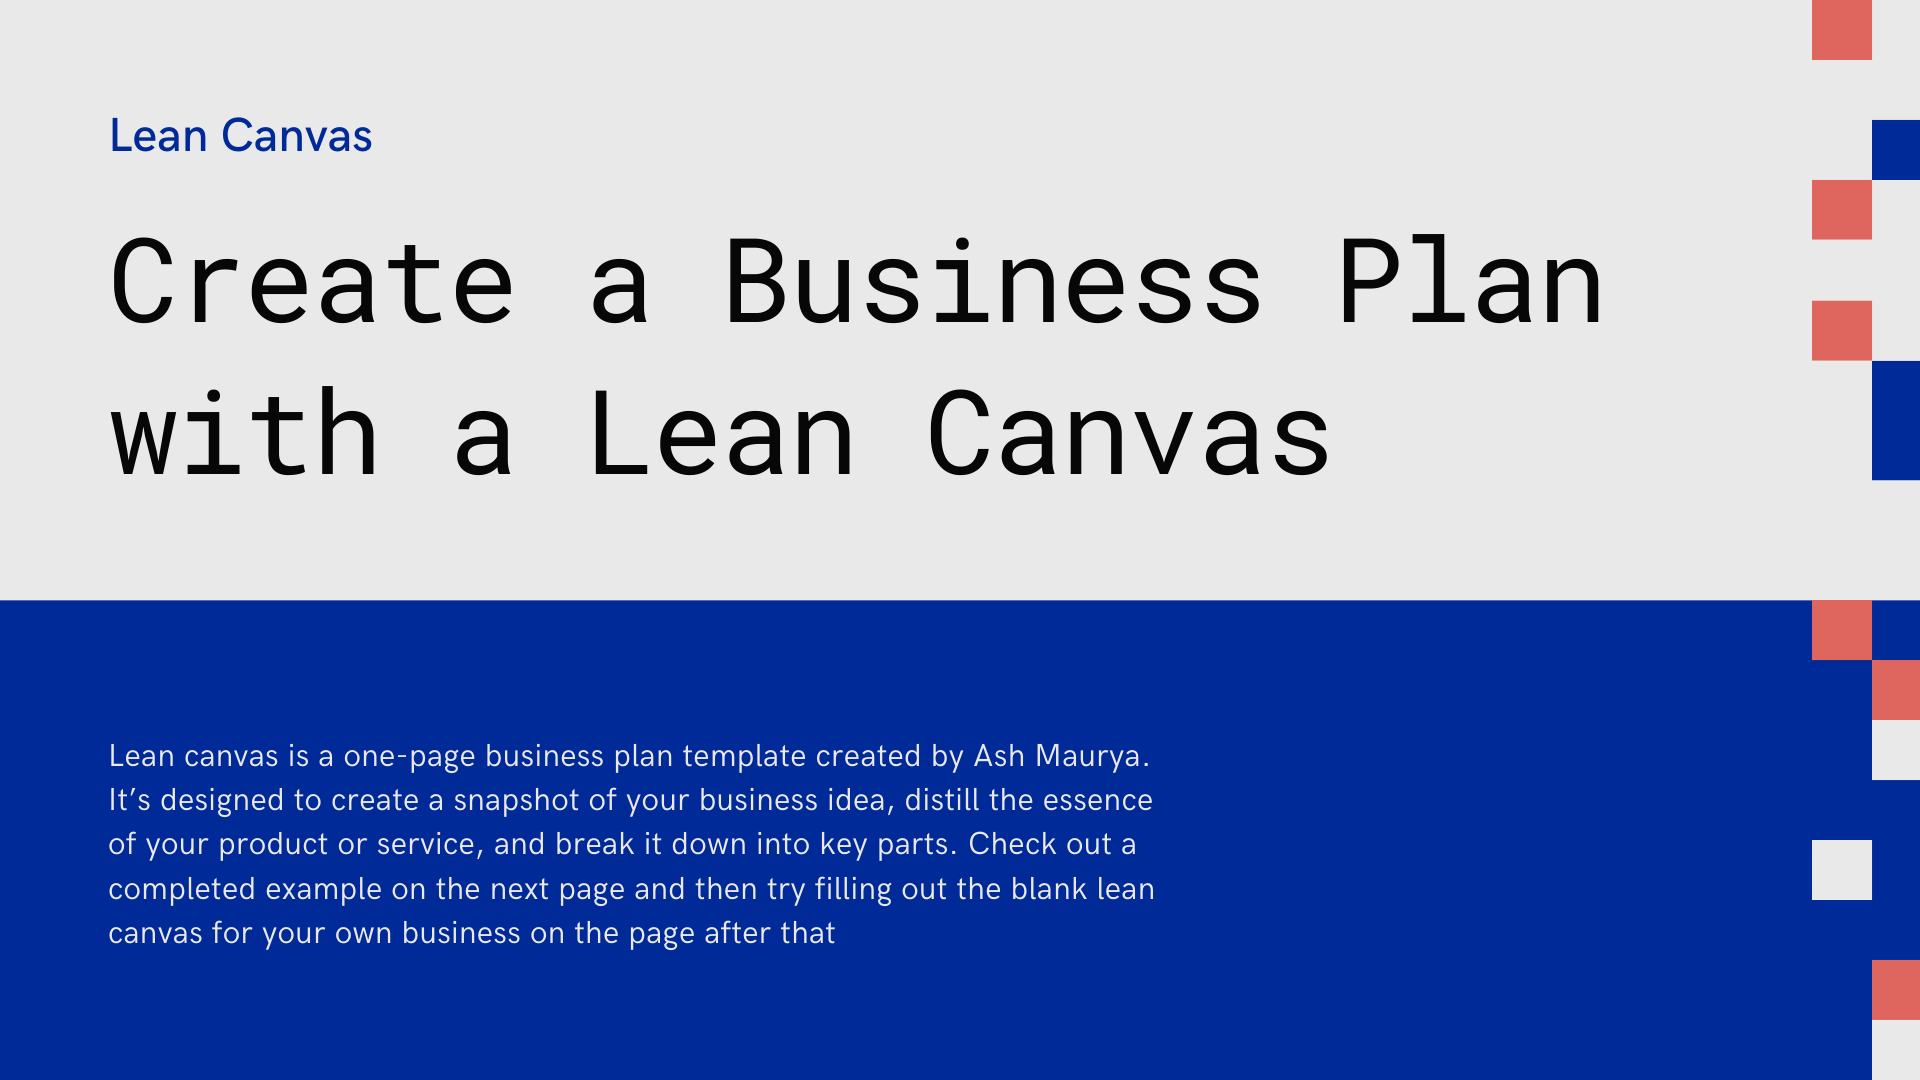 Lean Canvas
Create a Business Plan
with a Lean Canvas
Lean canvas is a one-page business plan template created by Ash Maurya.
It’s designed to create a snapshot of your business idea, distill the essence
of your product or service, and break it down into key parts. Check out a
completed example on the next page and then try filling out the blank lean
canvas for your own business on the page after that